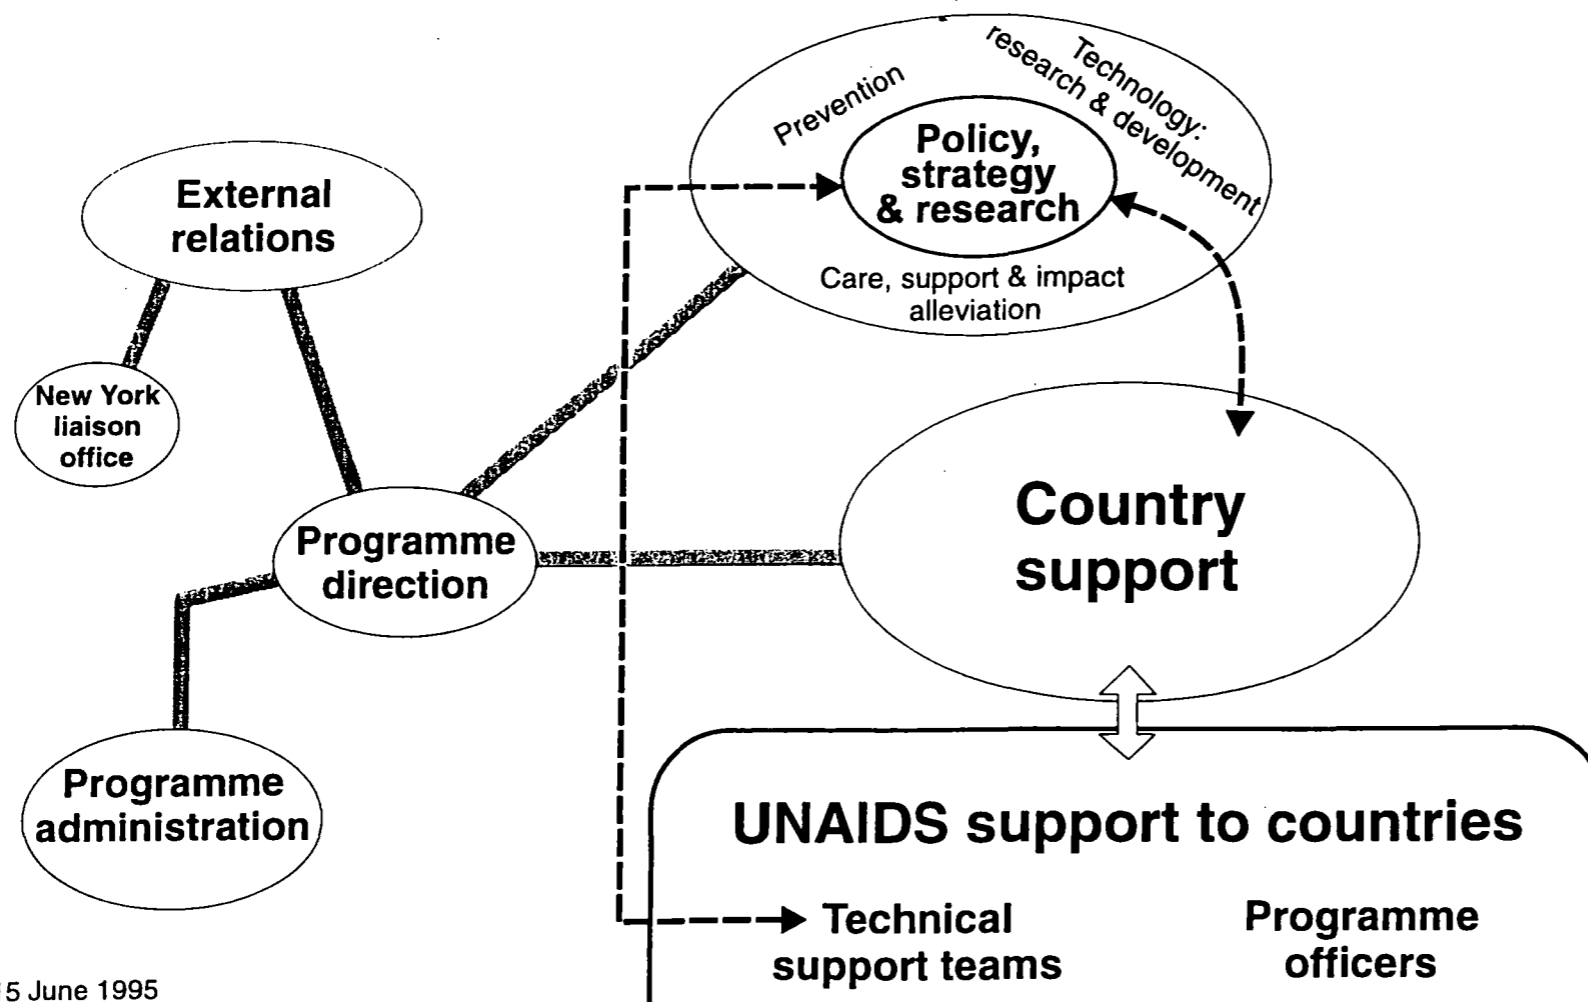 Prevention
Technology:
research & development
Policy,
strategy
& research
Care, support & impact
alleviation
External
relations
New York
liaison
office
Programme
direction
Country
support
Programme
administration
UNAIDS support to countries
Technical
support teams
Programme
officers
5 June 1995